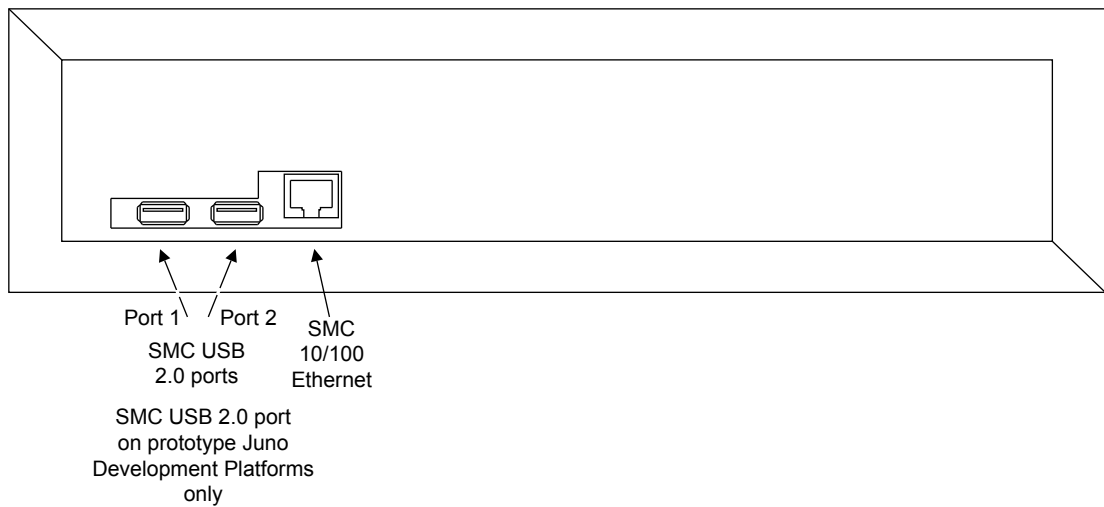 Port 1
Port 2
SMC USB
2.0 ports
SMC
10/100
Ethernet
SMC USB 2.0 port
on prototype Juno
Development Platforms
only